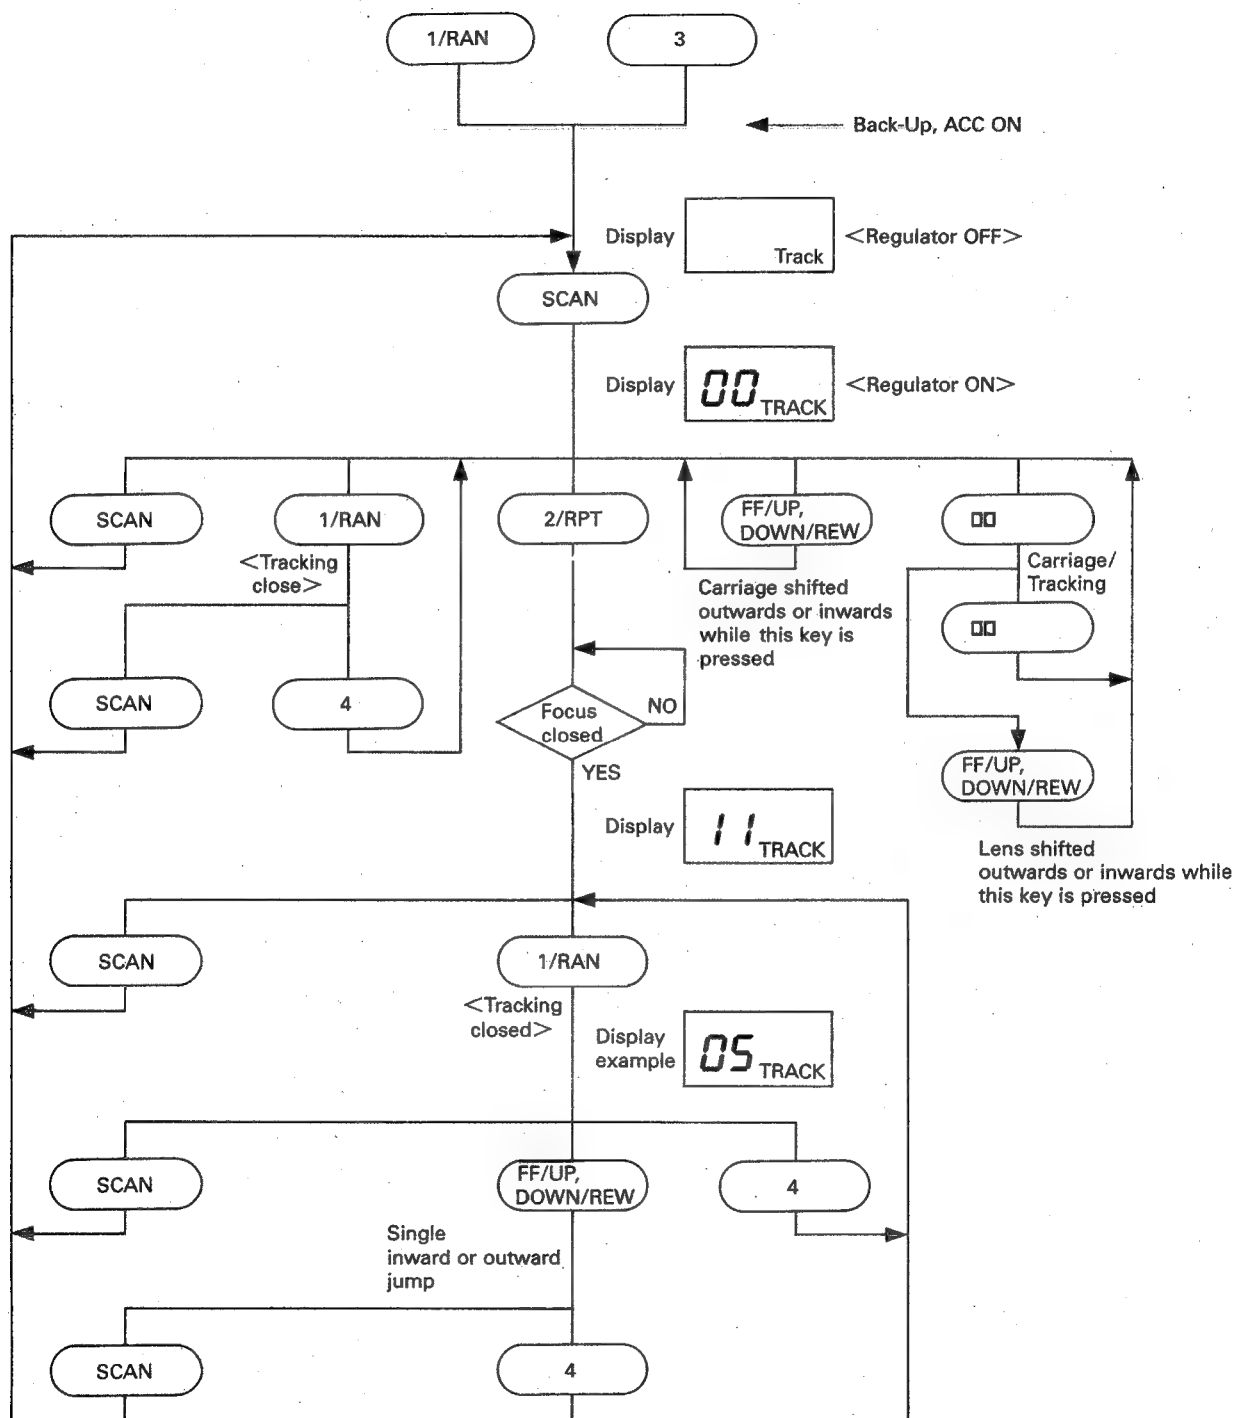 1/RAN
3
Back-Up, ACC ON
Display
Track
<Regulator OFF>
SCAN
Display
00 TRACK
<Regulator ON>
SCAN
1/RAN
2/RPT
FF/UP,
DOWN/REW
<Tracking
close>
Carriage/
Tracking
Carriage shifted
outwards or inwards
while this key is
pressed
SCAN
4
Focus
closed
NO
YES
FF/UP,
DOWN/REW
Display
11 TRACK
Lens shifted
outwards or inwards while
this key is pressed
SCAN
1/RAN
<Tracking
closed>
Display
example
05 TRACK
SCAN
FF/UP,
DOWN/REW
4
Single
inward or outward
jump
SCAN
4